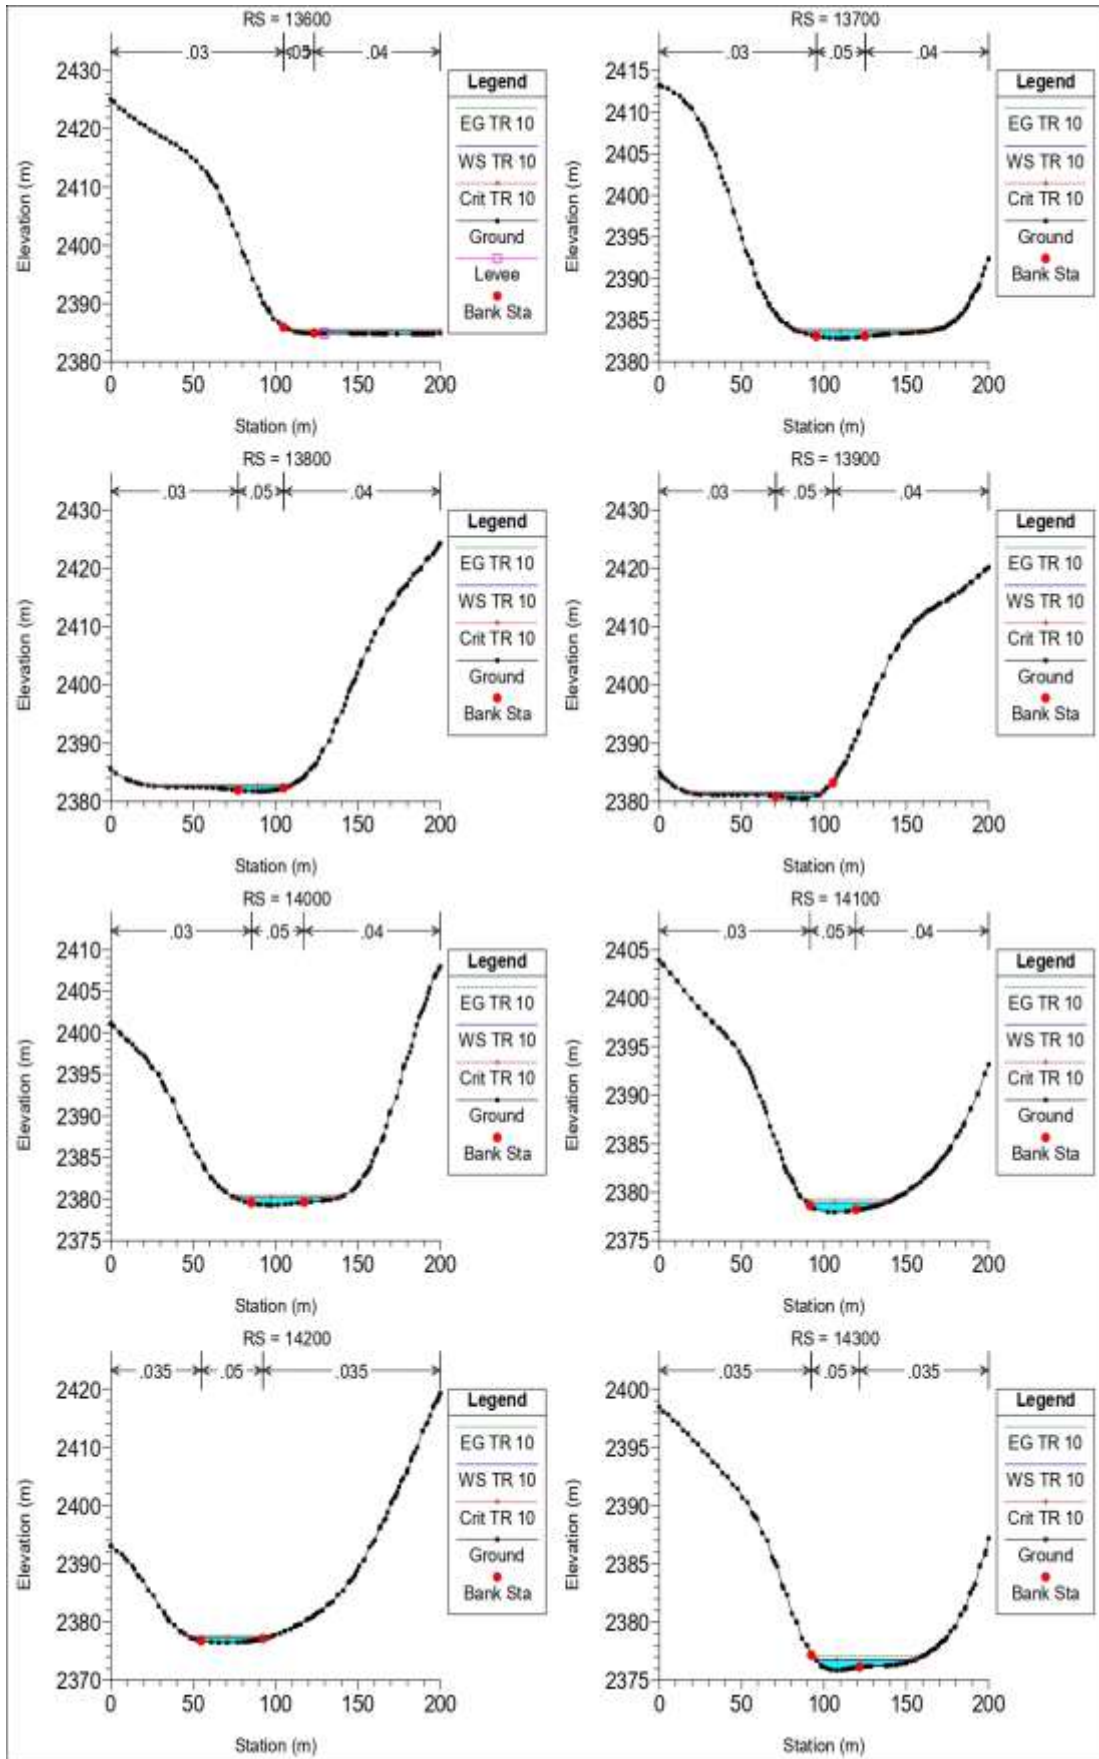 RS = 13600
.03 .05 .04
Elevation (m)
2430
2420
2410
2400
2390
2380
0 50 100 150 200
Station (m)
Legend
EG TR 10
WS TR 10
Crit TR 10
Ground
Levee
Bank Sta
RS = 13700
.03 .05 .04
Elevation (m)
2415
2410
2405
2400
2395
2390
2385
2380
0 50 100 150 200
Station (m)
Legend
EG TR 10
WS TR 10
Crit TR 10
Ground
Bank Sta
RS = 13800
.03 .05 .04
Elevation (m)
2430
2420
2410
2400
2390
2380
0 50 100 150 200
Station (m)
Legend
EG TR 10
WS TR 10
Crit TR 10
Ground
Bank Sta
RS = 13900
.03 .05 .04
Elevation (m)
2430
2420
2410
2400
2390
2380
0 50 100 150 200
Station (m)
Legend
EG TR 10
WS TR 10
Crit TR 10
Ground
Bank Sta
RS = 14000
.03 .05 .04
Elevation (m)
2410
2405
2400
2395
2390
2385
2380
2375
0 50 100 150 200
Station (m)
Legend
EG TR 10
WS TR 10
Crit TR 10
Ground
Bank Sta
RS = 14100
.03 .05 .04
Elevation (m)
2405
2400
2395
2390
2385
2380
2375
0 50 100 150 200
Station (m)
Legend
EG TR 10
WS TR 10
Crit TR 10
Ground
Bank Sta
RS = 14200
.035 .05 .035
Elevation (m)
2420
2410
2400
2390
2380
2370
0 50 100 150 200
Station (m)
Legend
EG TR 10
WS TR 10
Crit TR 10
Ground
Bank Sta
RS = 14300
.035 .05 .035
Elevation (m)
2400
2395
2390
2385
2380
2375
0 50 100 150 200
Station (m)
Legend
EG TR 10
WS TR 10
Crit TR 10
Ground
Bank Sta